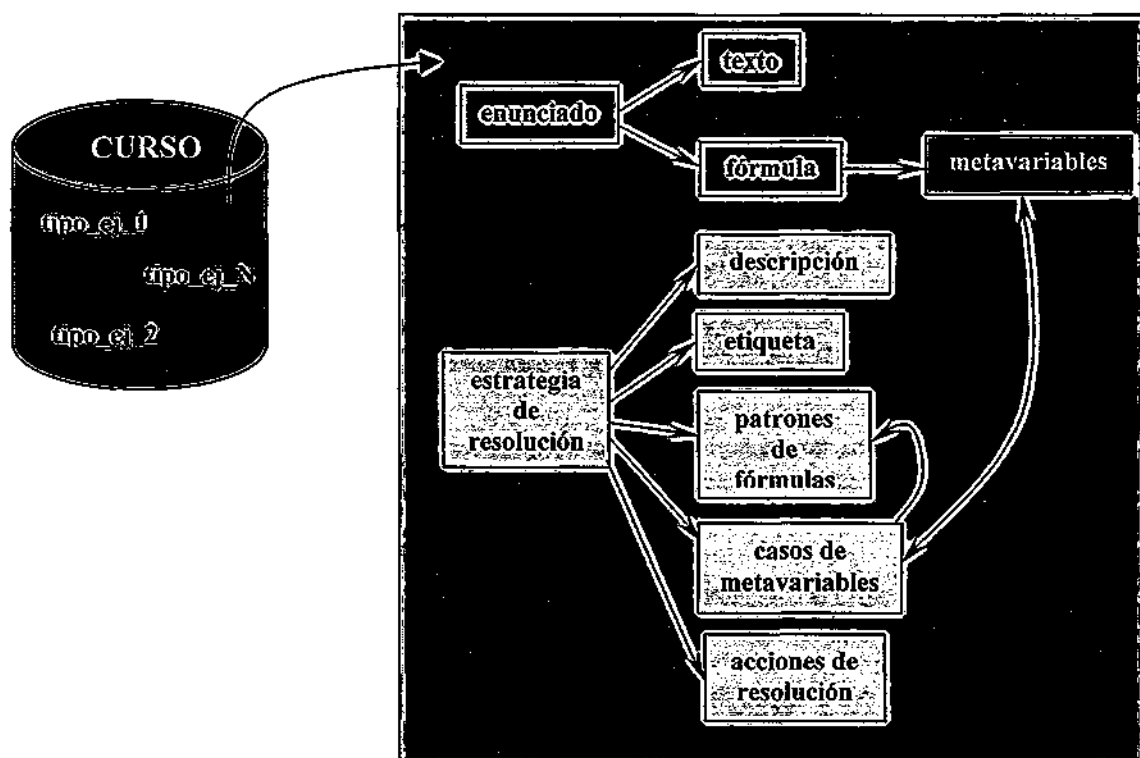 CURSO
tipo_ej_1
tipo_ej_N
tipo_ej_2
enunciado
texto
fórmula
metavariables
estrategia
de
resolución
descripción
etiqueta
patrones
de
fórmulas
casos de
metavariables
acciones de
resolución